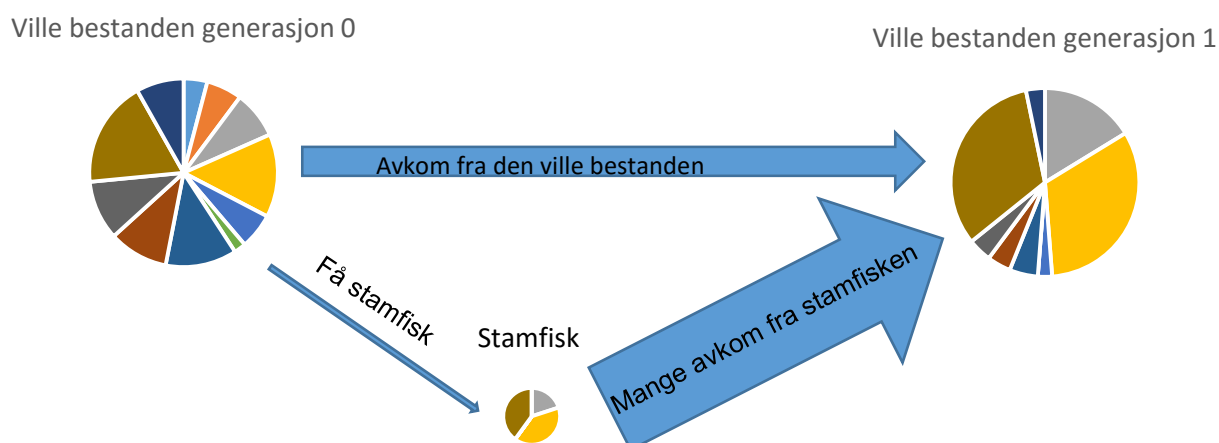 Ville bestanden generasjon 0
Ville bestanden generasjon 1
Avkom fra den ville bestanden
Få stamfisk
Stamfisk
Mange avkom fra stamfisken